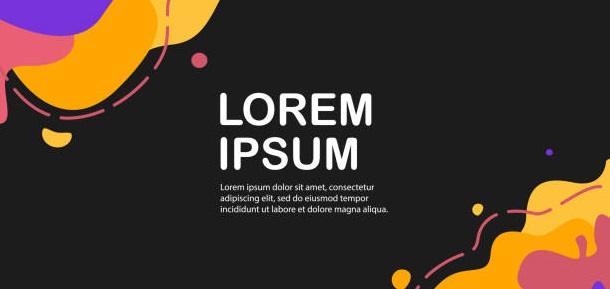 LOREM
IPSUM
Lorem ipsum dolor sit amet, consectetur
adipiscing elit, sed do eiusmod tempor
incididunt ut labore et dolore magna aliqua.